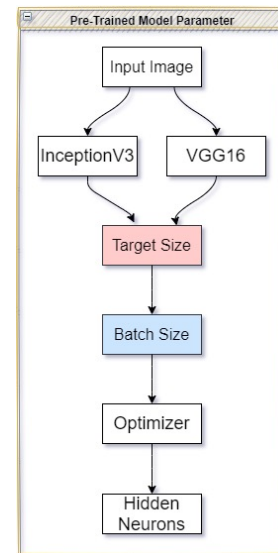 Pre-Trained Model Parameter
Input Image
InceptionV3
VGG16
Target Size
Batch Size
Optimizer
Hidden
Neurons